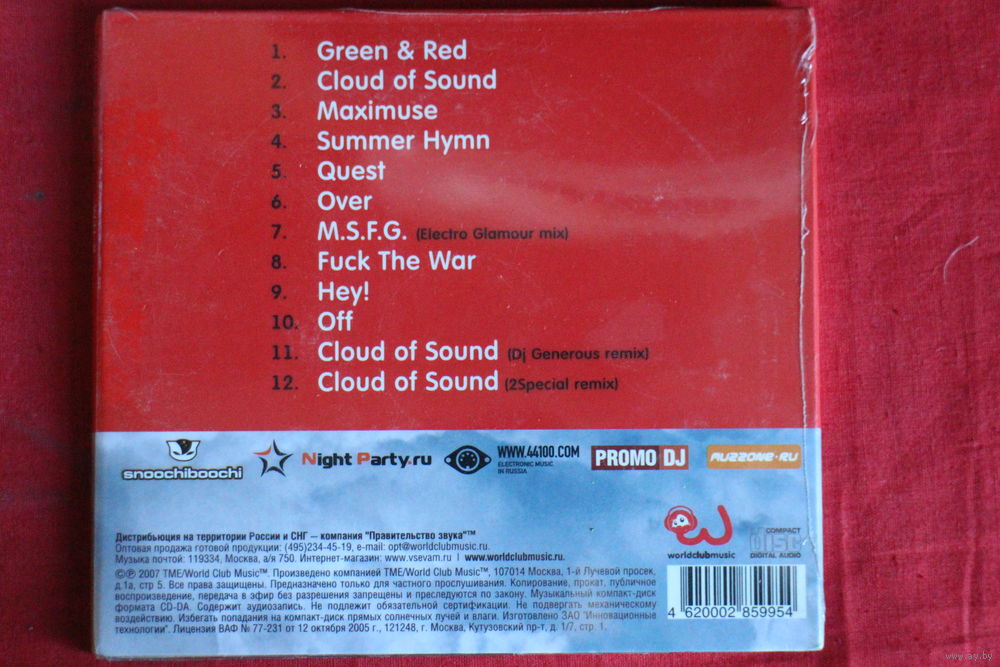 1. Green & Red
2. Cloud of Sound
3. Maximuse
4. Summer Hymn
5. Quest
6. Over
7. M.S.F.G. (Electro Glamour mix)
8. Fuck The War
9. Hey!
10. Off
11. Cloud of Sound (Dj Generous remix)
12. Cloud of Sound (2Special remix)
snoochiboochi
Night Party.ru
WWW.44100.COM
ELECTRONIC MUSIC
IN RUSSIA
PROMO DJ
MUZZONE·RU
worldclubmusic
COMPACT
disc
DIGITAL AUDIO
Дистрибьюция на территории России и СНГ — компания "Правительство звука"™
Оптовая продажа готовой продукции: (495)234-45-19, e-mail: opt@worldclubmusic.ru.
Музыка почтой: 119334, Москва, а/я 750. Интернет-магазин: www.vsevam.ru | www.worldclubmusic.ru.
©℗ 2007 TME/World Club Music™. Произведено компанией TME/World Club Music™, 107014 Москва, 1-й Лучевой просек,
д.1а, стр 5. Все права защищены. Предназначено только для частного прослушивания. Копирование, прокат, публичное
воспроизведение, передача в эфир без разрешения запрещены и преследуются по закону. Музыкальный компакт-диск
формата CD-DA. Содержит аудиозапись. Не подлежит обязательной сертификации. Не подвергать механическому
воздействию. Избегать попадания на компакт-диск прямых солнечных лучей и влаги. Изготовлено ЗАО "Инновационные
технологии". Лицензия ВАФ № 77-231 от 12 октября 2005 г., 121248, г. Москва, Кутузовский пр-т, д. 1/7, стр. 1.
4 620002 859954
www.ay.by